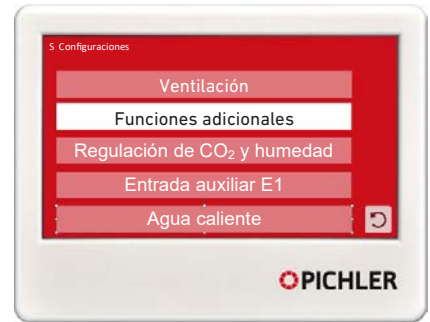 S Configuraciones
Ventilación
Funciones adicionales
Regulación de CO₂ y humedad
Entrada auxiliar E1
Agua caliente
PICHLER